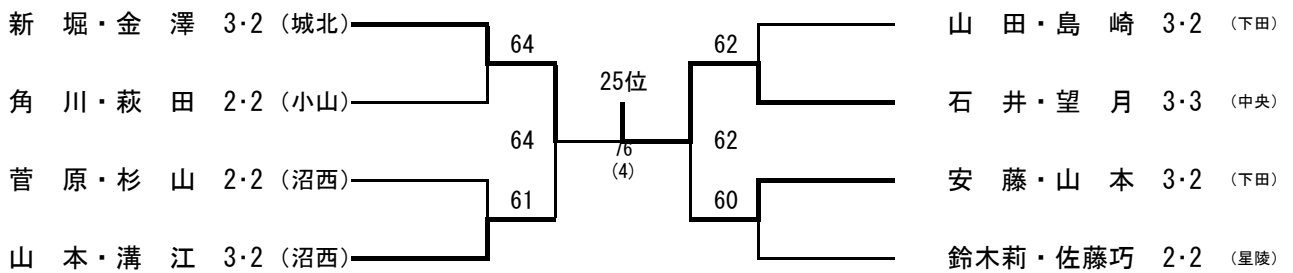 新　堀・金　澤　3・2（城北）
64
62
山　田・島　崎　3・2　（下田）
25位
角　川・萩　田　2・2（小山）
石　井・望　月　3・3　（中央）
64
76
(4)
62
菅　原・杉　山　2・2（沼西）
安　藤・山　本　3・2　（下田）
61
60
山　本・溝　江　3・2（沼西）
鈴木莉・佐藤巧　2・2　（星陵）